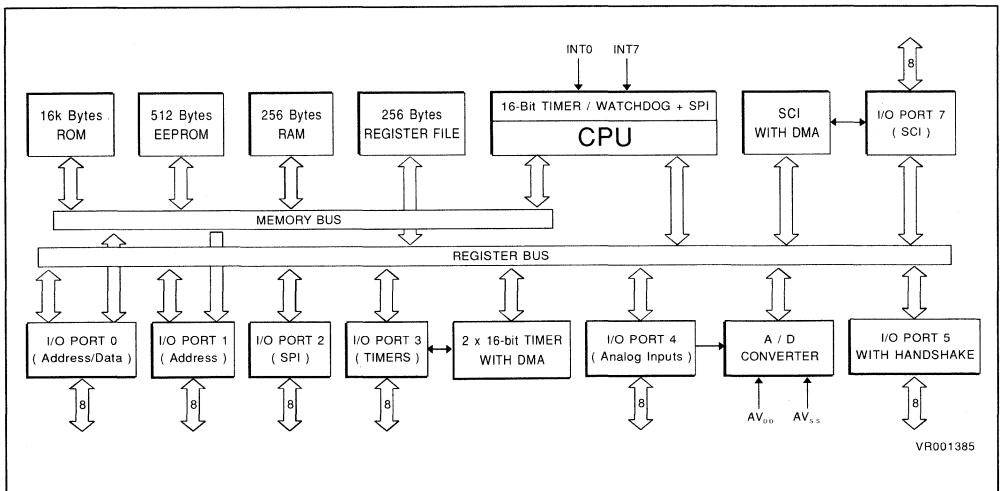 INT0 INT7
8
16k Bytes
ROM
512 Bytes
EEPROM
256 Bytes
RAM
256 Bytes
REGISTER FILE
16-Bit TIMER / WATCHDOG + SPI
CPU
SCI
WITH DMA
I/O PORT 7
( SCI )
MEMORY BUS
REGISTER BUS
I/O PORT 0
( Address/Data )
I/O PORT 1
( Address )
I/O PORT 2
( SPI )
I/O PORT 3
( TIMERS )
2 x 16-bit TIMER
WITH DMA
I/O PORT 4
( Analog Inputs )
A / D
CONVERTER
I/O PORT 5
WITH HANDSHAKE
8 8 8 8 8 8
AVDD AVSS
VR001385